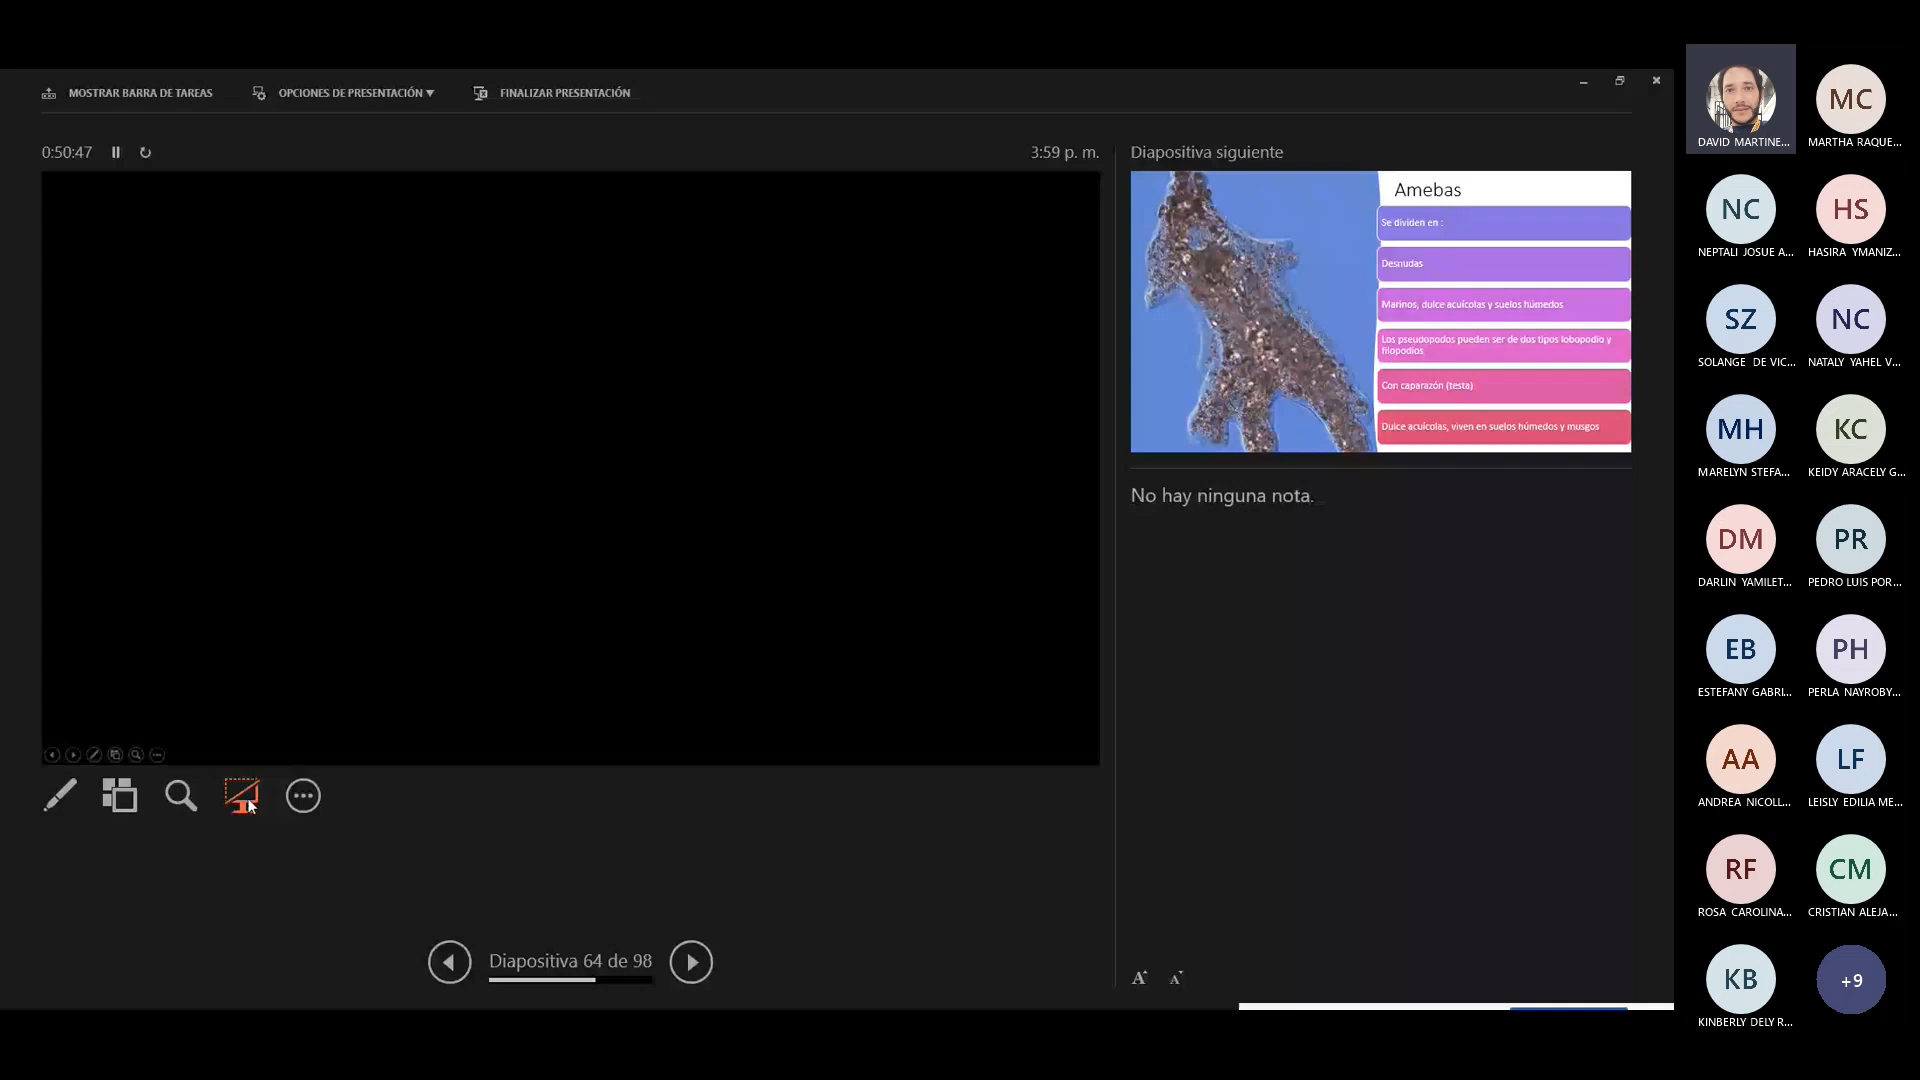 MOSTRAR BARRA DE TAREAS
OPCIONES DE PRESENTACIÓN
FINALIZAR PRESENTACIÓN
0:50:47
3:59 p. m.
Diapositiva siguiente
Amebas
Se dividen en :
Desnudas
Marinos, dulce acuícolas y suelos húmedos
Los pseudopodos pueden ser de dos tipos lobopodio y
filopodios
Con caparazón (testa)
Dulce acuícolas, viven en suelos húmedos y musgos
No hay ninguna nota.
Diapositiva 64 de 98
A A
DAVID MARTINE...
MC
MARTHA RAQUE...
NC
NEPTALI JOSUE A...
HS
HASIRA YMANIZ...
SZ
SOLANGE DE VIC...
NC
NATALY YAHEL V...
MH
MARELYN STEFA...
KC
KEIDY ARACELY G...
DM
DARLIN YAMILET...
PR
PEDRO LUIS POR...
EB
ESTEFANY GABRI...
PH
PERLA NAYROBY...
AA
ANDREA NICOLL...
LF
LEISLY EDILIA ME...
RF
ROSA CAROLINA...
CM
CRISTIAN ALEJA...
KB
KINBERLY DELY R...
+9